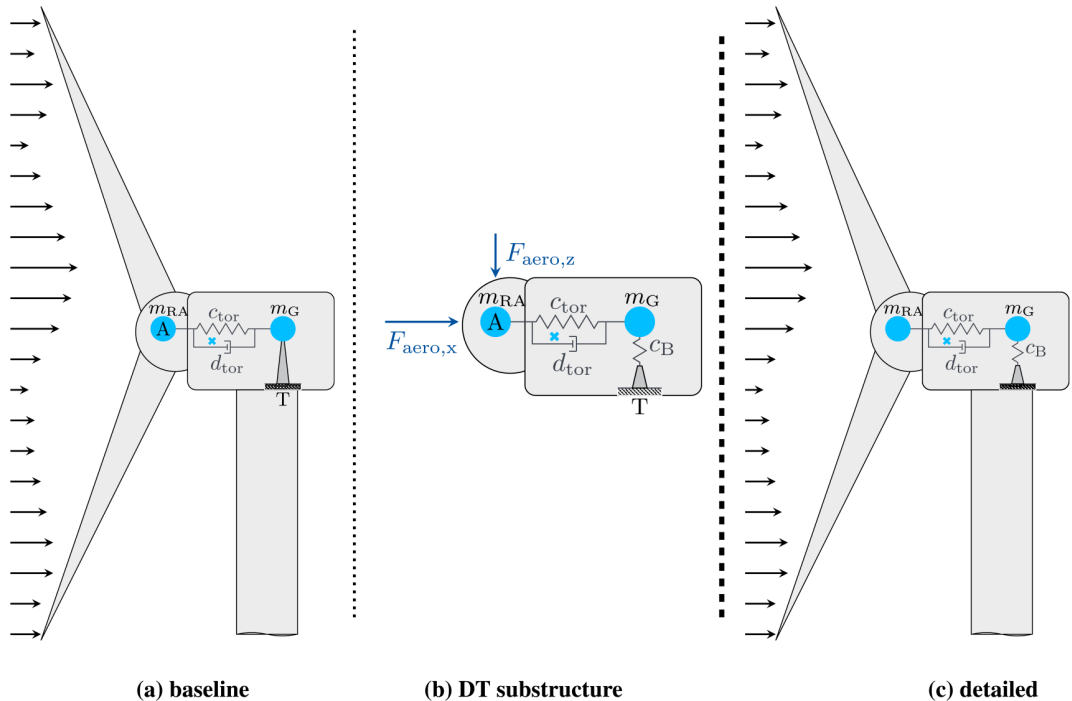 m_RA
c_tor
m_G
A
d_tor
T
(a) baseline
F_aero,z
F_aero,x
m_RA
c_tor
m_G
A
d_tor
c_B
T
(b) DT substructure
m_RA
c_tor
m_G
d_tor
c_B
(c) detailed